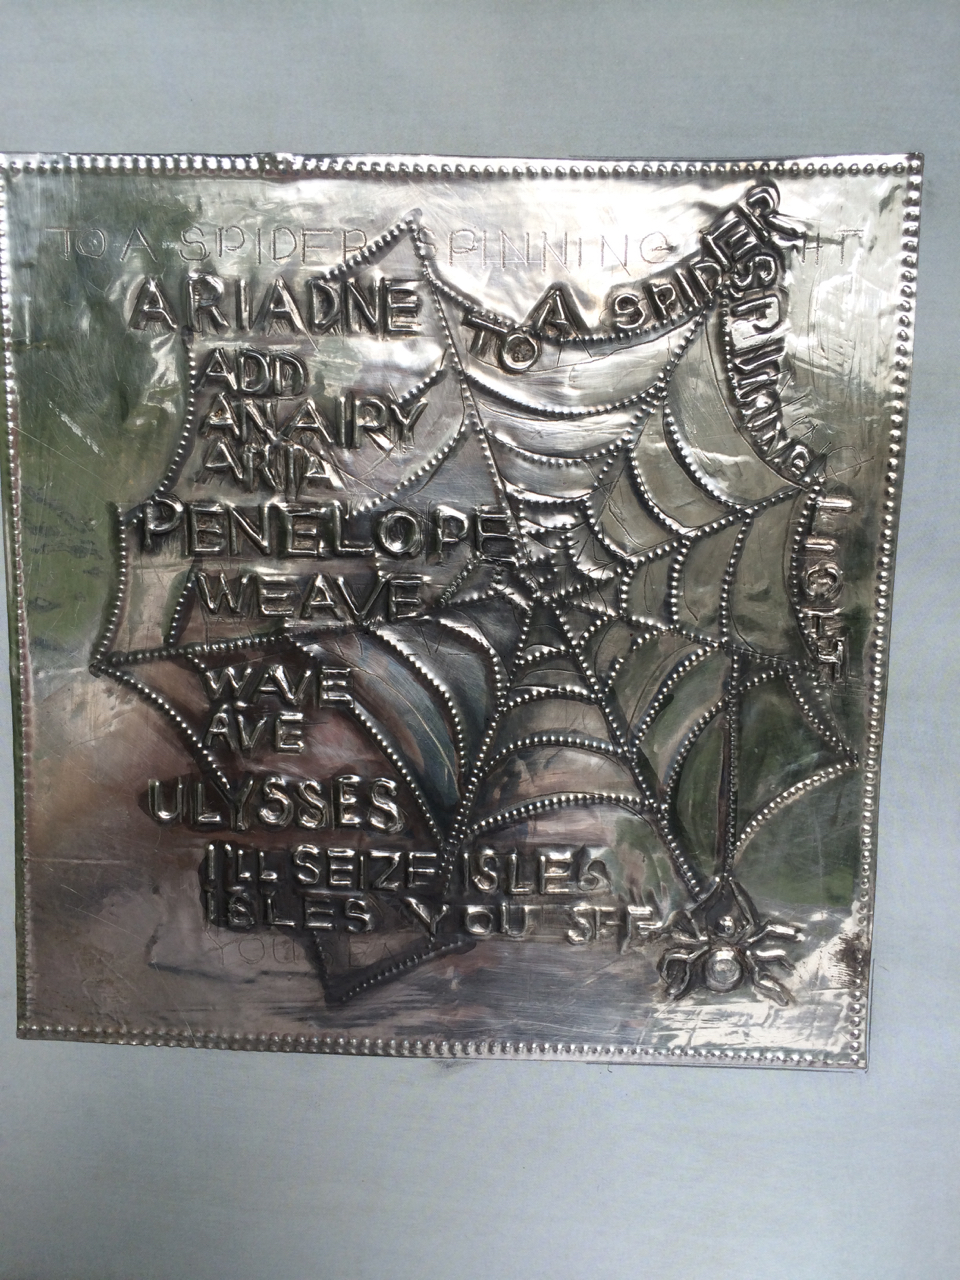 TO A SPIDER SPINNING
TO A SPIDER SPINNING LIGHT
ARIADNE
ADD
AN AIRY
ARIA
PENELOPE
WEAVE
WAVE
AVE
ULYSSES
I'LL SEIZE ISLES
ISLES YOU SEE
YOU